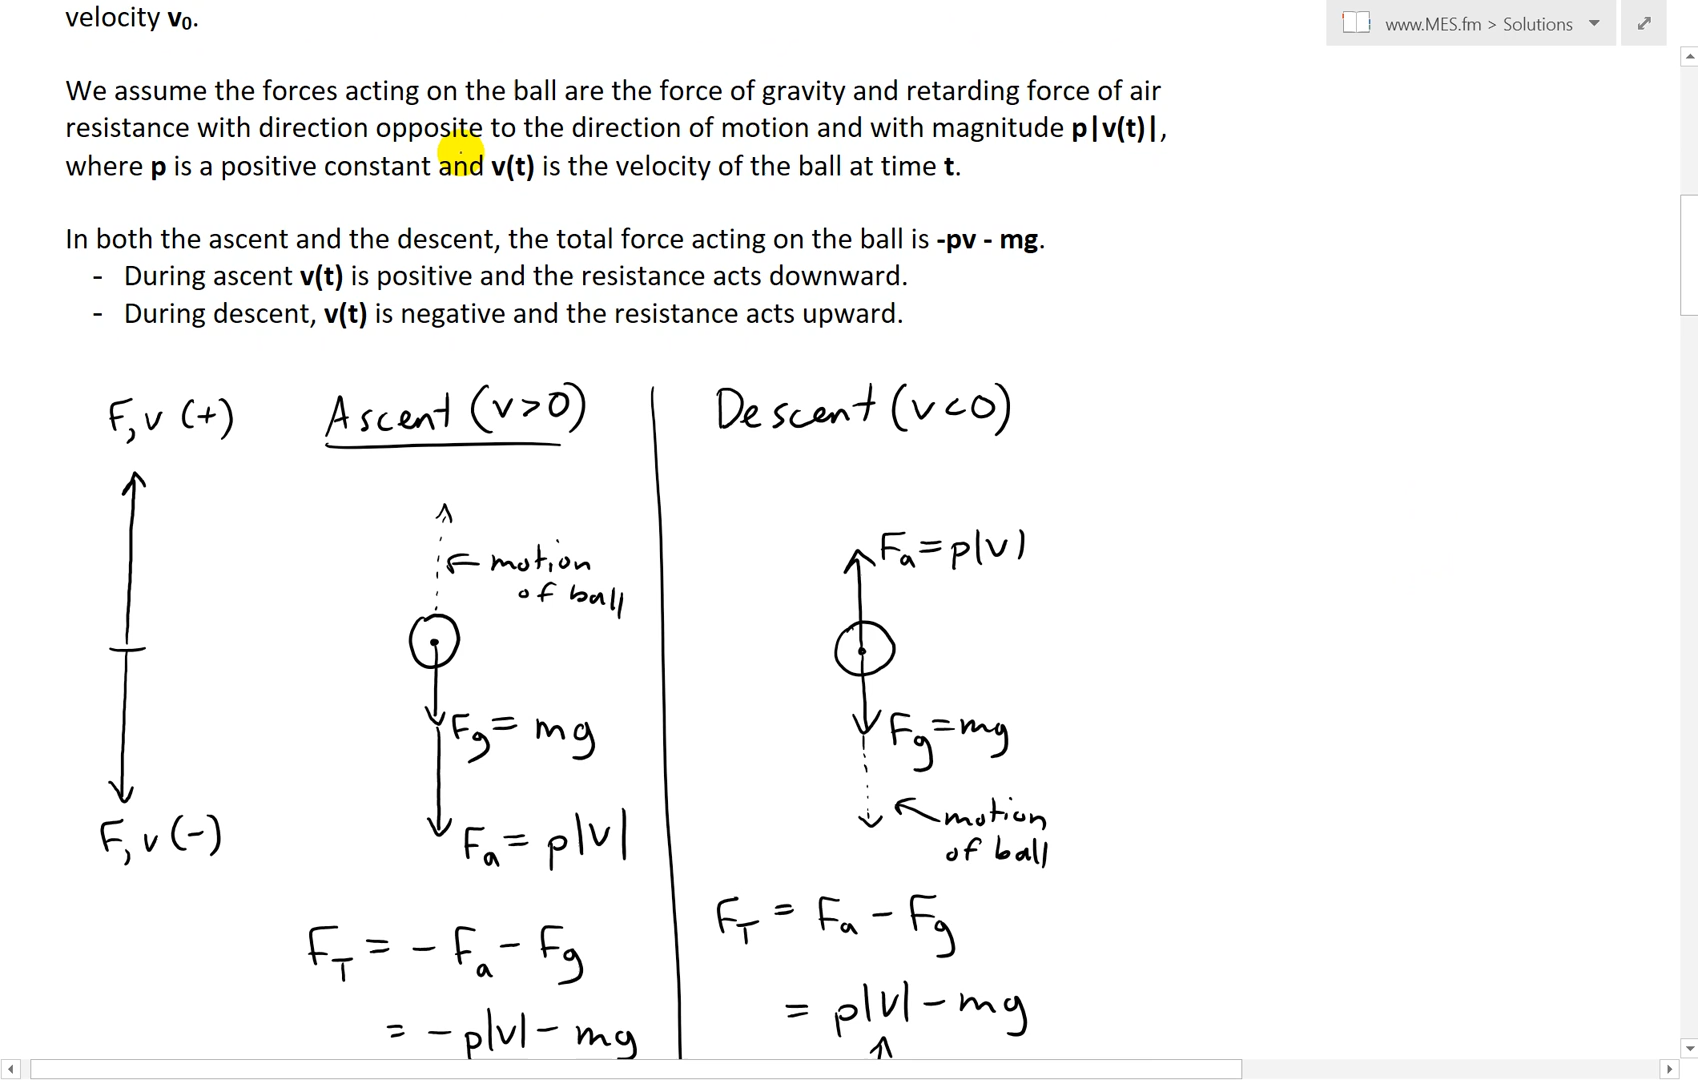 velocity v₀.
www.MES.fm > Solutions
We assume the forces acting on the ball are the force of gravity and retarding force of air
resistance with direction opposite to the direction of motion and with magnitude p|v(t)|,
where p is a positive constant and v(t) is the velocity of the ball at time t.
In both the ascent and the descent, the total force acting on the ball is -pv - mg.
- During ascent v(t) is positive and the resistance acts downward.
- During descent, v(t) is negative and the resistance acts upward.
F, v (+)
Ascent (v>0)
Descent (v<0)
← motion
of ball
Fg = mg
Fa = p|v|
F, v (-)
FT = - Fa - Fg
= - p|v| - mg
Fa = p|v|
Fg = mg
motion
of ball
FT = Fa - Fg
= p|v| - mg